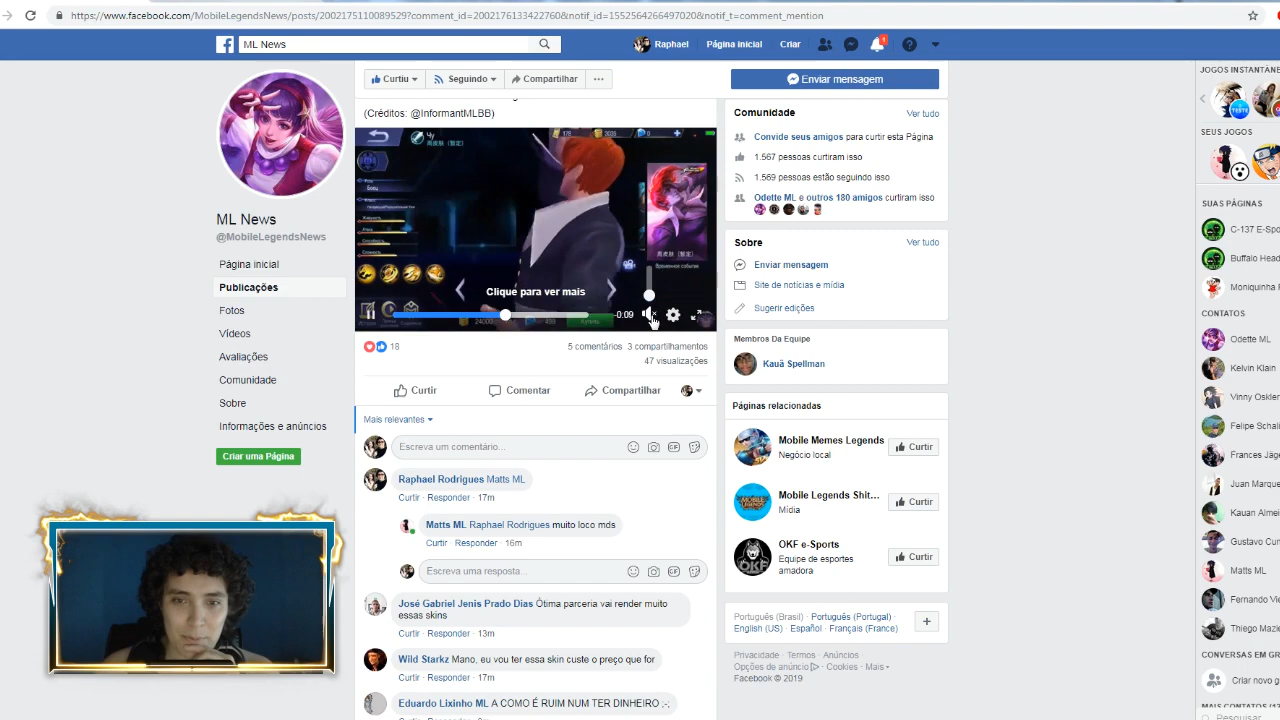 https://www.facebook.com/MobileLegendsNews/posts/2002175110089529?comment_id=2002176133422760&notif_id=1552564266497020&notif_t=comment_mention
ML News
Raphael
Página inicial
Criar
1
Curtiu
Seguindo
Compartilhar
Enviar mensagem
(Créditos: @InformantMLBB)
Clique para ver mais
-0:09
18
5 comentários 3 compartilhamentos
47 visualizações
Curtir
Comentar
Compartilhar
Mais relevantes
Escreva um comentário...
GIF
Raphael Rodrigues Matts ML
Curtir · Responder · 17m
Matts ML Raphael Rodrigues muito loco mds
Curtir · Responder · 16m
Escreva uma resposta...
GIF
José Gabriel Jenis Prado Dias Ótima parceria vai render muito
essas skins
Curtir · Responder · 13m
Wild Starkz Mano, eu vou ter essa skin custe o preço que for
Curtir · Responder · 17m
Eduardo Lixinho ML A COMO É RUIM NUM TER DINHEIRO ;-;
ML News
@MobileLegendsNews
Página inicial
Publicações
Fotos
Vídeos
Avaliações
Comunidade
Sobre
Informações e anúncios
Criar uma Página
Comunidade
Ver tudo
Convide seus amigos para curtir esta Página
1.567 pessoas curtiram isso
1.569 pessoas estão seguindo isso
Odette ML e outros 180 amigos curtiram isso
Sobre
Ver tudo
Enviar mensagem
Site de notícias e mídia
Sugerir edições
Membros Da Equipe
Kauã Spellman
Páginas relacionadas
Mobile Memes Legends
Negócio local
Curtir
Mobile Legends Shit...
Mídia
Curtir
OKF e-Sports
Equipe de esportes
amadora
Curtir
Português (Brasil) · Português (Portugal)
English (US) · Español · Français (France)
Privacidade · Termos · Anúncios
Opções de anúncio · Cookies · Mais
Facebook © 2019
JOGOS INSTANTÂNE
SEUS JOGOS
SUAS PÁGINAS
C-137 E-Spo
Buffalo Head
Moniquinha
CONTATOS
Odette ML
Kelvin Klain
Vinny Oskler
Felipe Schali
Frances Jäge
Juan Marque
Kauan Almei
Gustavo Cun
Matts ML
Fernando Vie
Thiego Mazie
CONVERSAS EM GR
Criar novo g
Pesquisar